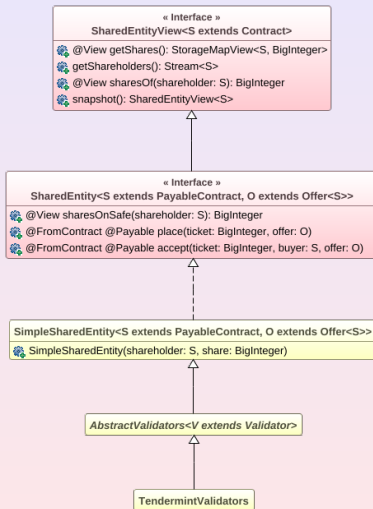 « Interface »
SharedEntityView<S extends Contract>
@View getShares(): StorageMapView<S, BigInteger>
getShareholders(): Stream<S>
@View sharesOf(shareholder: S): BigInteger
snapshot(): SharedEntityView<S>
« Interface »
SharedEntity<S extends PayableContract, O extends Offer<S>>
@View sharesOnSafe(shareholder: S): BigInteger
@FromContract @Payable place(ticket: BigInteger, offer: O)
@FromContract @Payable accept(ticket: BigInteger, buyer: S, offer: O)
SimpleSharedEntity<S extends PayableContract, O extends Offer<S>>
SimpleSharedEntity(shareholder: S, share: BigInteger)
AbstractValidators<V extends Validator>
TendermintValidators